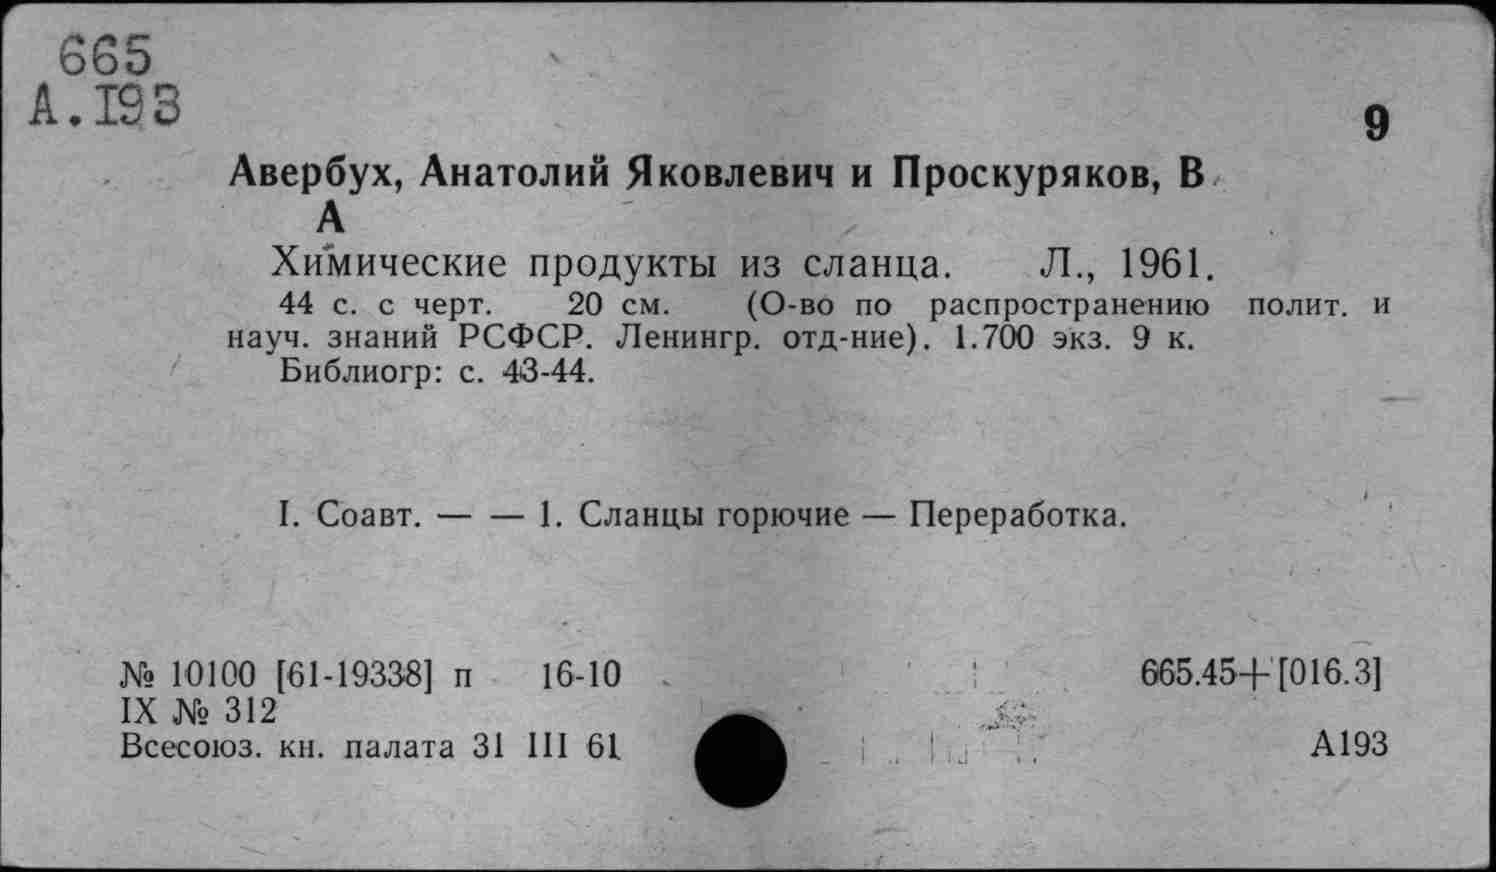 665
А.I93
9
Авербух, Анатолий Яковлевич и Проскуряков, В
А
Химические продукты из сланца. Л., 1961.
44 с. с черт. 20 см. (О-во по распространению полит. и
науч. знаний РСФСР. Ленингр. отд-ние). 1.700 экз. 9 к.
Библиогр: с. 43-44.
I. Соавт. — — 1. Сланцы горючие — Переработка.
№ 10100 [61-19338] п 16-10
665.45+[016.3]
IX № 312
Всесоюз. кн. палата 31 III 61
А193